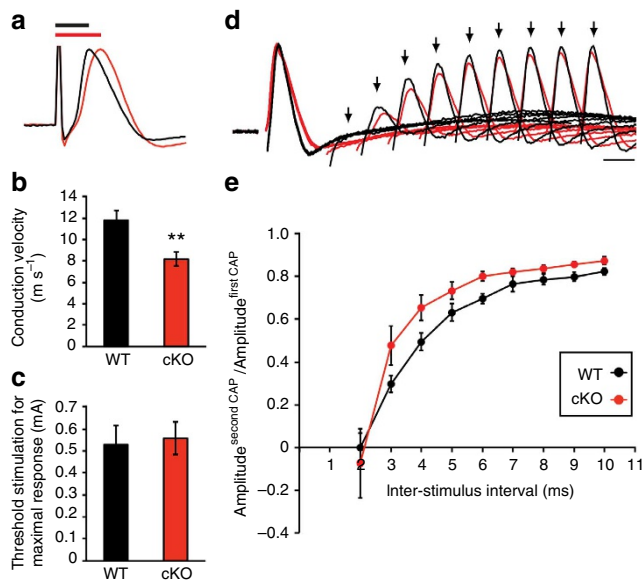 a
d
b
Conduction velocity
(m s⁻¹)
14
12
10
8
6
4
2
0
**
WT
cKO
c
Threshold stimulation for
maximal response (mA)
0.7
0.6
0.5
0.4
0.3
0.2
0.1
0
WT
cKO
e
Amplitude^second CAP/Amplitude^first CAP
1.0
0.8
0.6
0.4
0.2
0
–0.2
–0.4
1 2 3 4 5 6 7 8 9 10 11
Inter-stimulus interval (ms)
WT
cKO